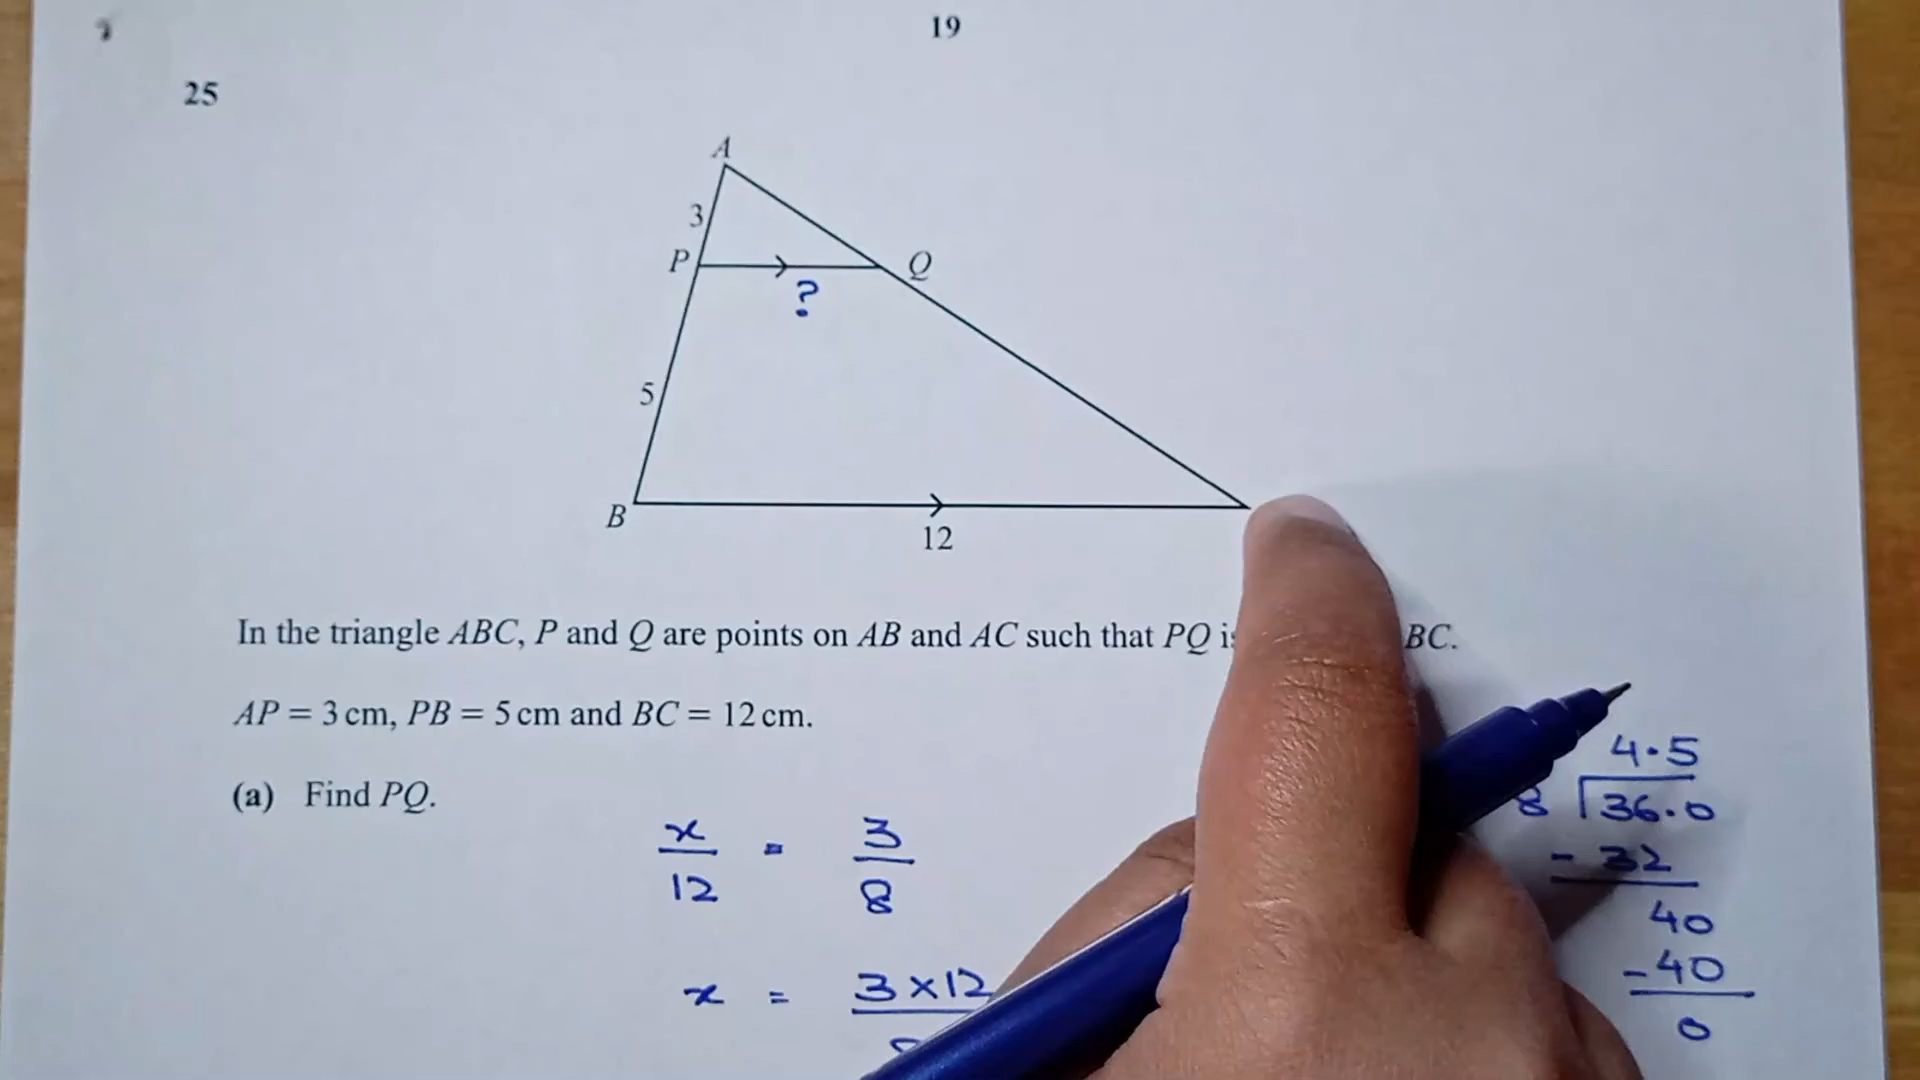 19
25
A
3
P
Q
?
5
B
12
In the triangle ABC, P and Q are points on AB and AC such that PQ BC.
AP = 3 cm, PB = 5 cm and BC = 12 cm.
(a) Find PQ.
x/12 = 3/8
x = 3 × 12
4.5
8 36.0
- 32
40
- 40
0